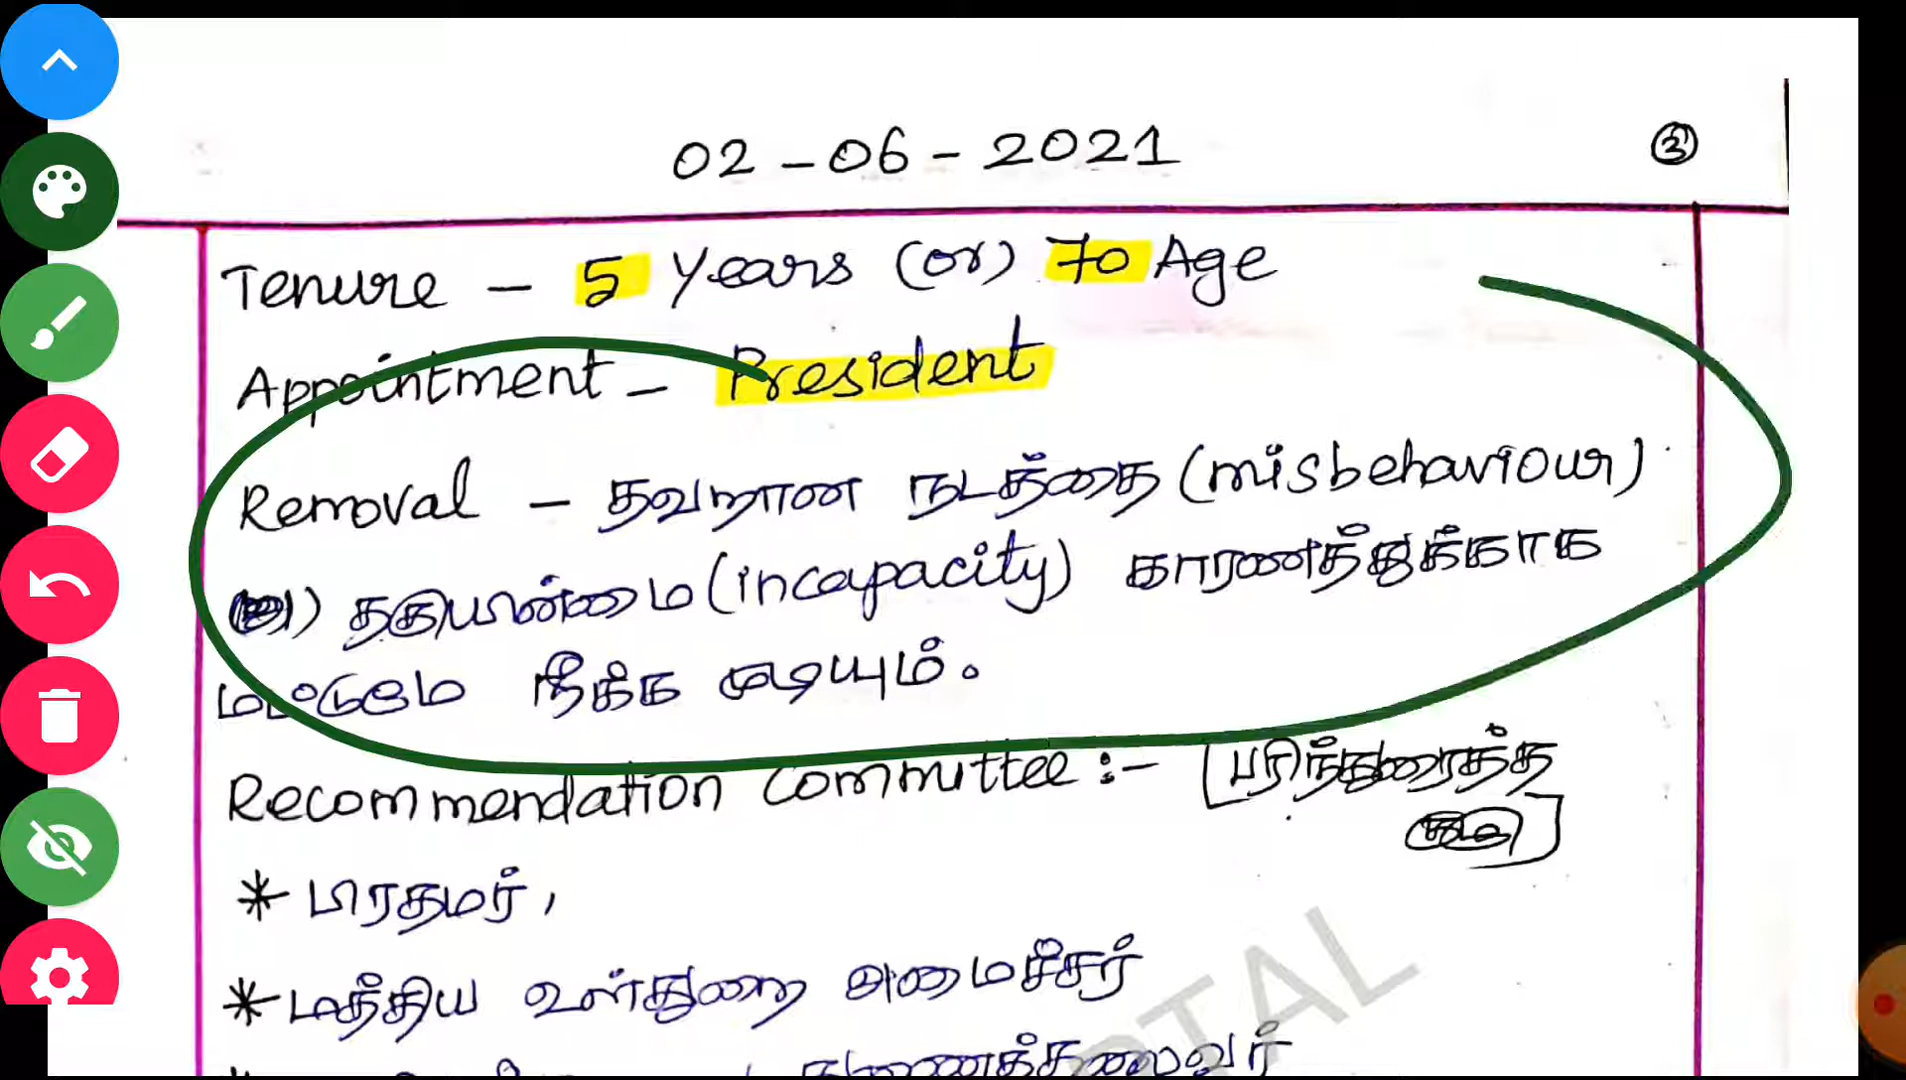 02 - 06 - 2021
3
Tenure - 5 Years (or) 70 Age
Appointment - President
Removal - தவறான நடத்தை (misbehaviour)
(அ) தகுயின்மை (incapacity) காரணத்துக்காக
மட்டுமே நீக்க முடியும்.
Recommendation Committee :- [பரிந்துரைத்த
குழு]
* பிரதமர்,
* மத்திய உள்துறை அமைச்சர்
TAL